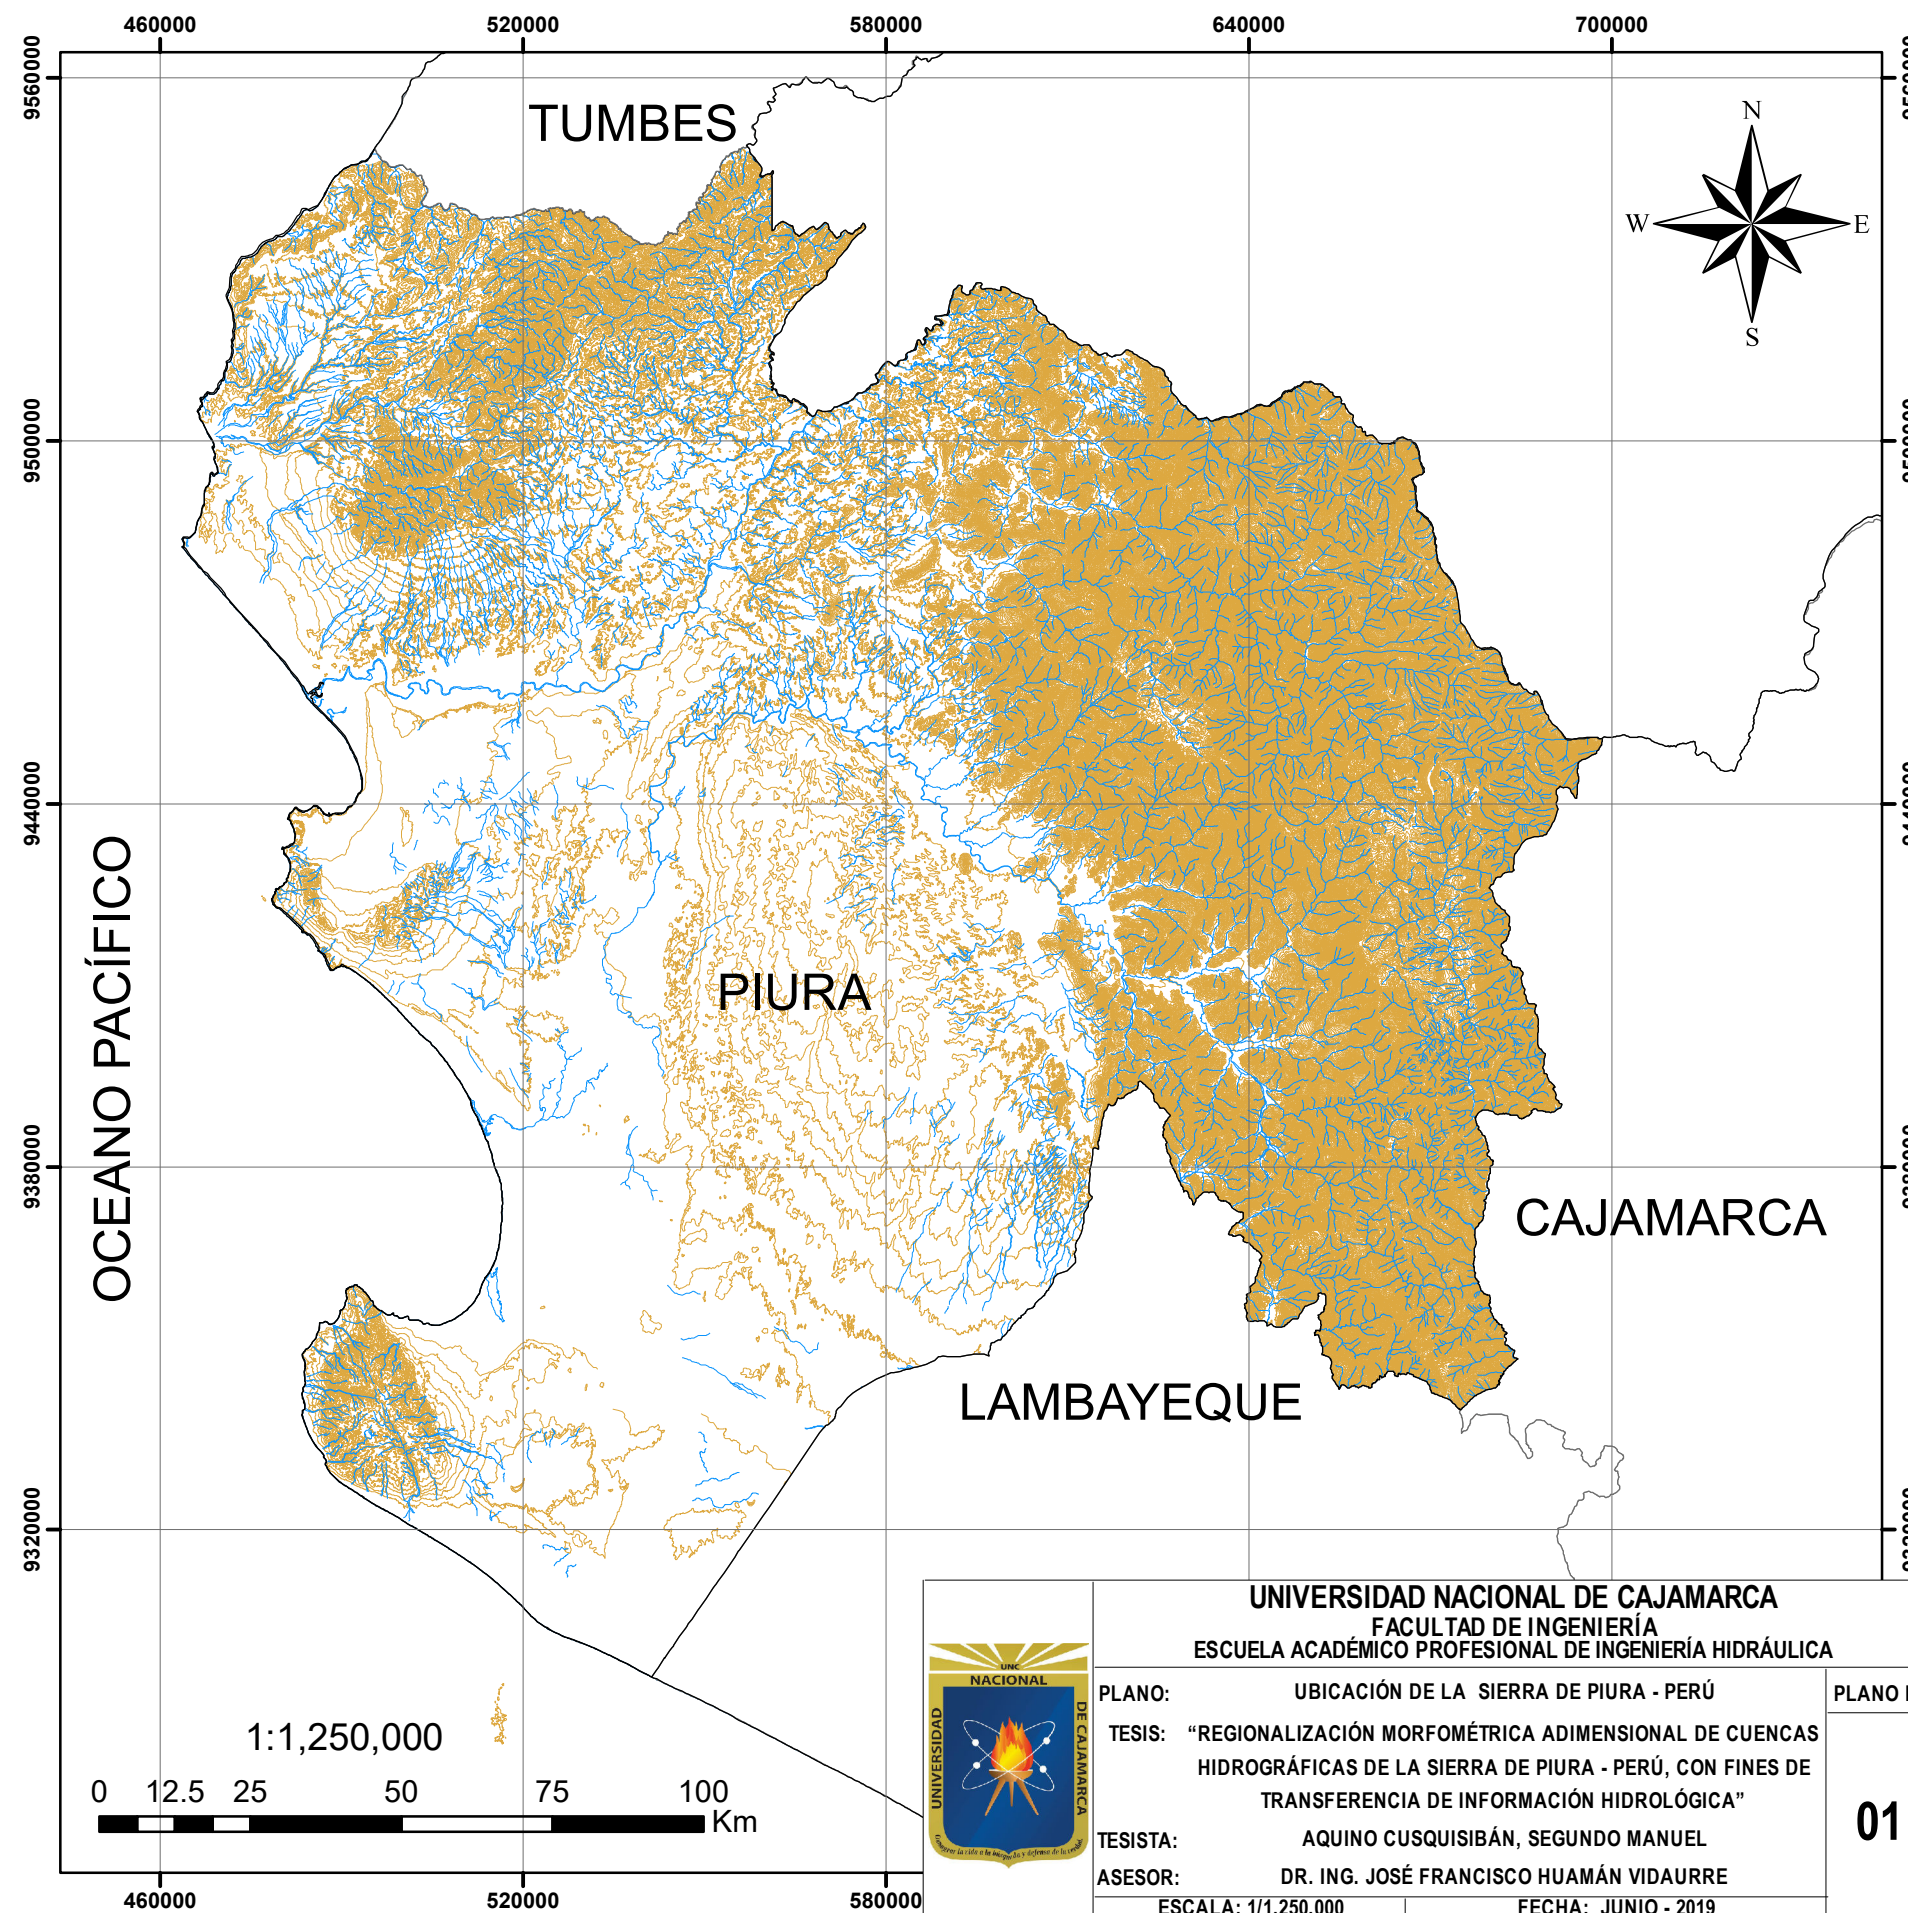 460000 520000 580000 640000 700000
9560000
9500000
9440000
9380000
9320000
TUMBES
N
W E
S
OCEANO PACÍFICO
PIURA
CAJAMARCA
LAMBAYEQUE
1:1,250,000
0 12.5 25 50 75 100
Km
460000 520000 580000
UNC
NACIONAL
UNIVERSIDAD
DE CAJAMARCA
UNIVERSIDAD NACIONAL DE CAJAMARCA
FACULTAD DE INGENIERÍA
ESCUELA ACADÉMICO PROFESIONAL DE INGENIERÍA HIDRÁULICA
PLANO: UBICACIÓN DE LA SIERRA DE PIURA - PERÚ
PLANO
TESIS: “REGIONALIZACIÓN MORFOMÉTRICA ADIMENSIONAL DE CUENCAS
HIDROGRÁFICAS DE LA SIERRA DE PIURA - PERÚ, CON FINES DE
TRANSFERENCIA DE INFORMACIÓN HIDROLÓGICA”
01
TESISTA: AQUINO CUSQUISIBÁN, SEGUNDO MANUEL
ASESOR: DR. ING. JOSÉ FRANCISCO HUAMÁN VIDAURRE
ESCALA: 1/1,250,000 FECHA: JUNIO - 2019